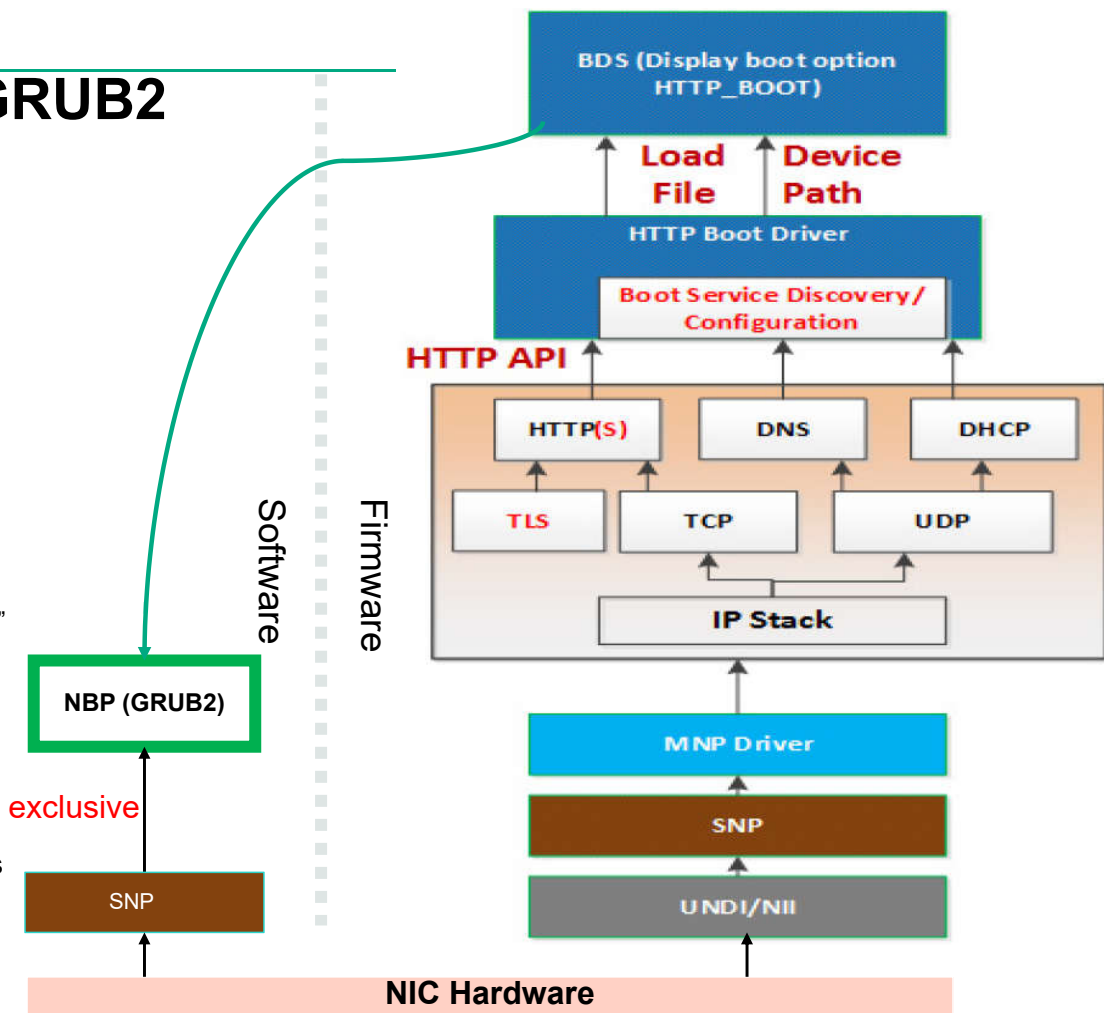 GRUB2
BDS (Display boot option
HTTP_BOOT)
Load
File
Device
Path
HTTP Boot Driver
Boot Service Discovery/
Configuration
HTTP API
HTTP(S)
DNS
DHCP
TLS
TCP
UDP
IP Stack
Software
Firmware
”
NBP (GRUB2)
MNP Driver
exclusive
SNP
s
SNP
UNDI/NII
NIC Hardware